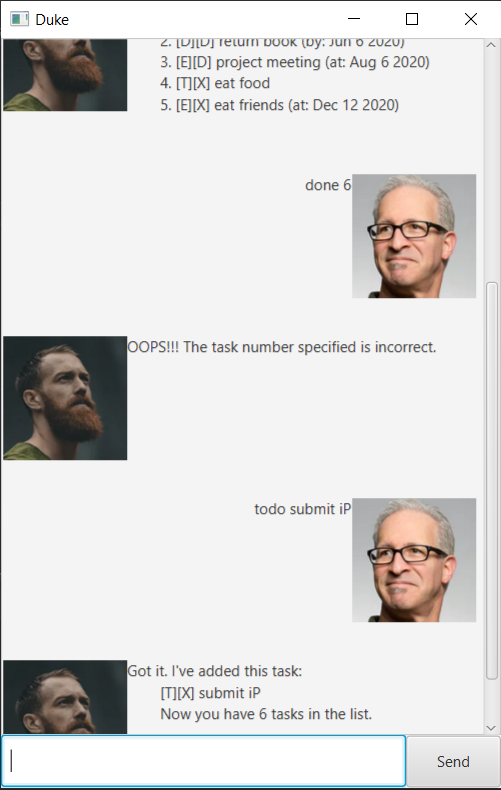 Duke
2. [D][D] return book (by: Jun 6 2020)
3. [E][D] project meeting (at: Aug 6 2020)
4. [T][X] eat food
5. [E][X] eat friends (at: Dec 12 2020)
done 6
OOPS!!! The task number specified is incorrect.
todo submit iP
Got it. I've added this task:
[T][X] submit iP
Now you have 6 tasks in the list.
Send